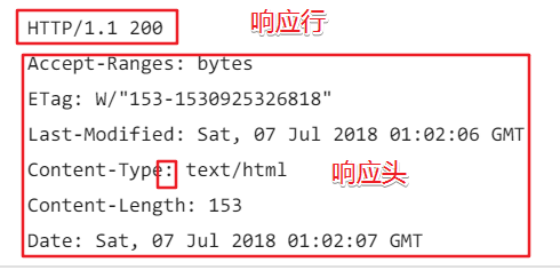 HTTP/1.1 200 响应行
Accept-Ranges: bytes
ETag: W/"153-1530925326818"
Last-Modified: Sat, 07 Jul 2018 01:02:06 GMT
Content-Type: text/html 响应头
Content-Length: 153
Date: Sat, 07 Jul 2018 01:02:07 GMT